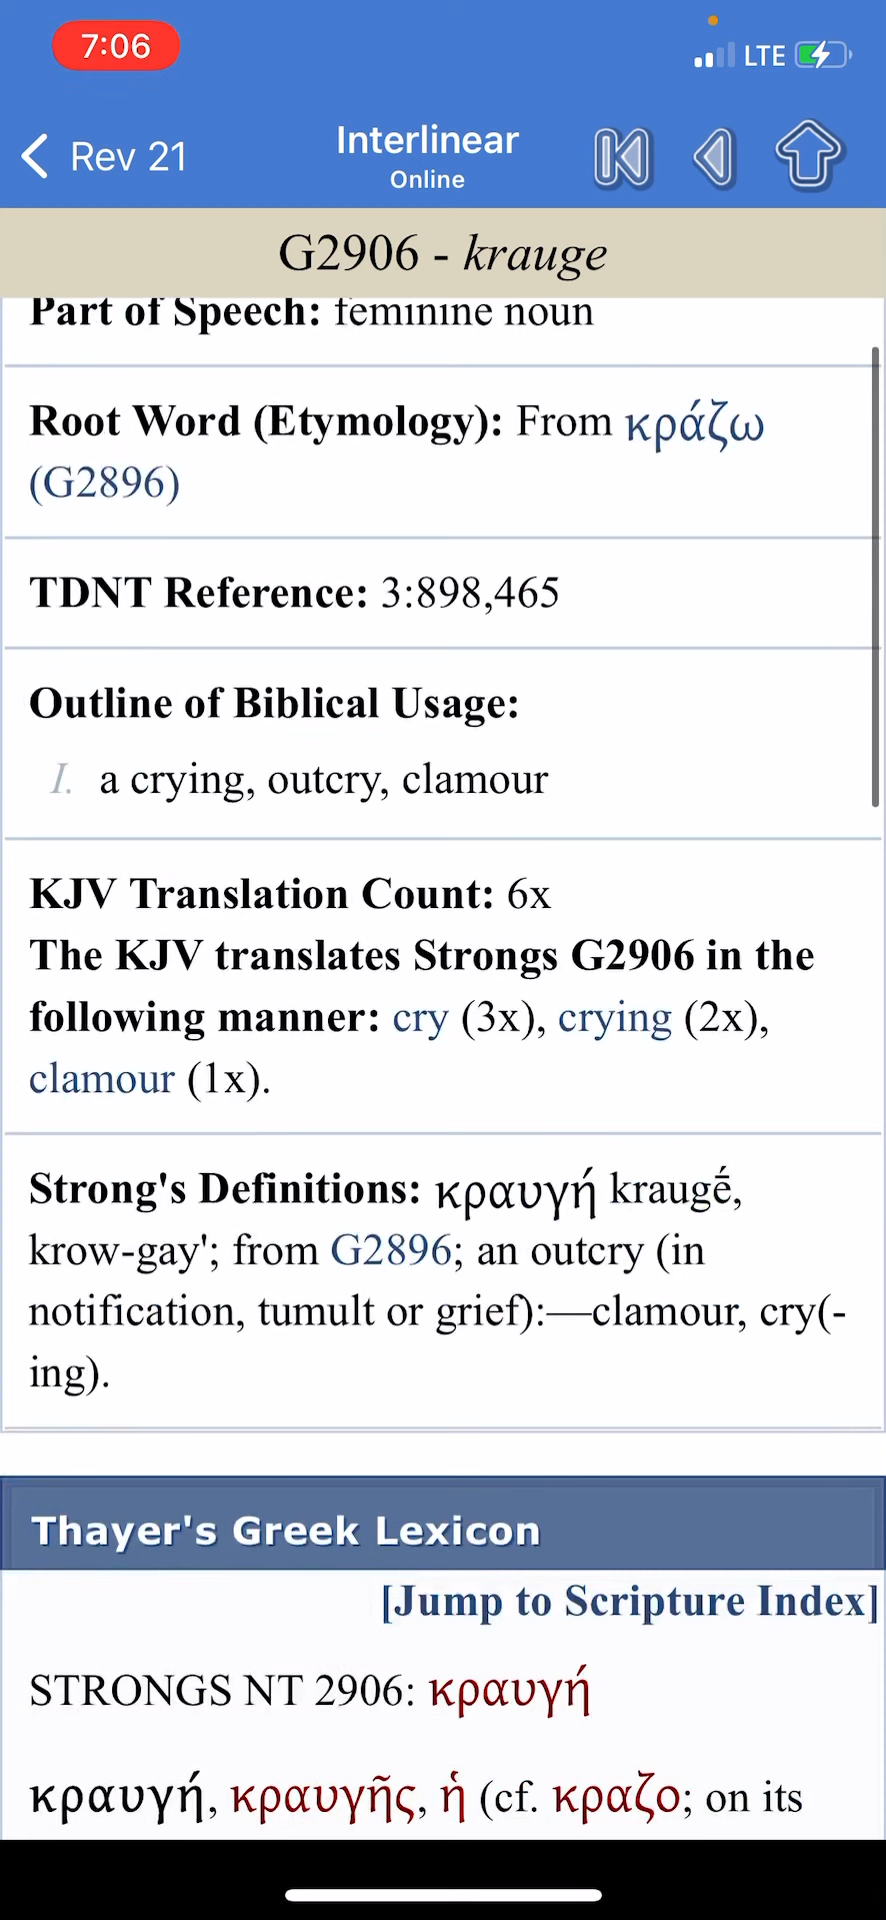 7:06
LTE
Rev 21
Interlinear
Online
G2906 - krauge
Part of Speech: feminine noun
Root Word (Etymology): From κράζω
(G2896)
TDNT Reference: 3:898,465
Outline of Biblical Usage:
I. a crying, outcry, clamour
KJV Translation Count: 6x
The KJV translates Strongs G2906 in the
following manner: cry (3x), crying (2x),
clamour (1x).
Strong's Definitions: κραυγή kraugḗ,
krow-gay'; from G2896; an outcry (in
notification, tumult or grief):—clamour, cry(-
ing).
Thayer's Greek Lexicon
[Jump to Scripture Index]
STRONGS NT 2906: κραυγή
κραυγή, κραυγῆς, ἡ (cf. κραζο; on its